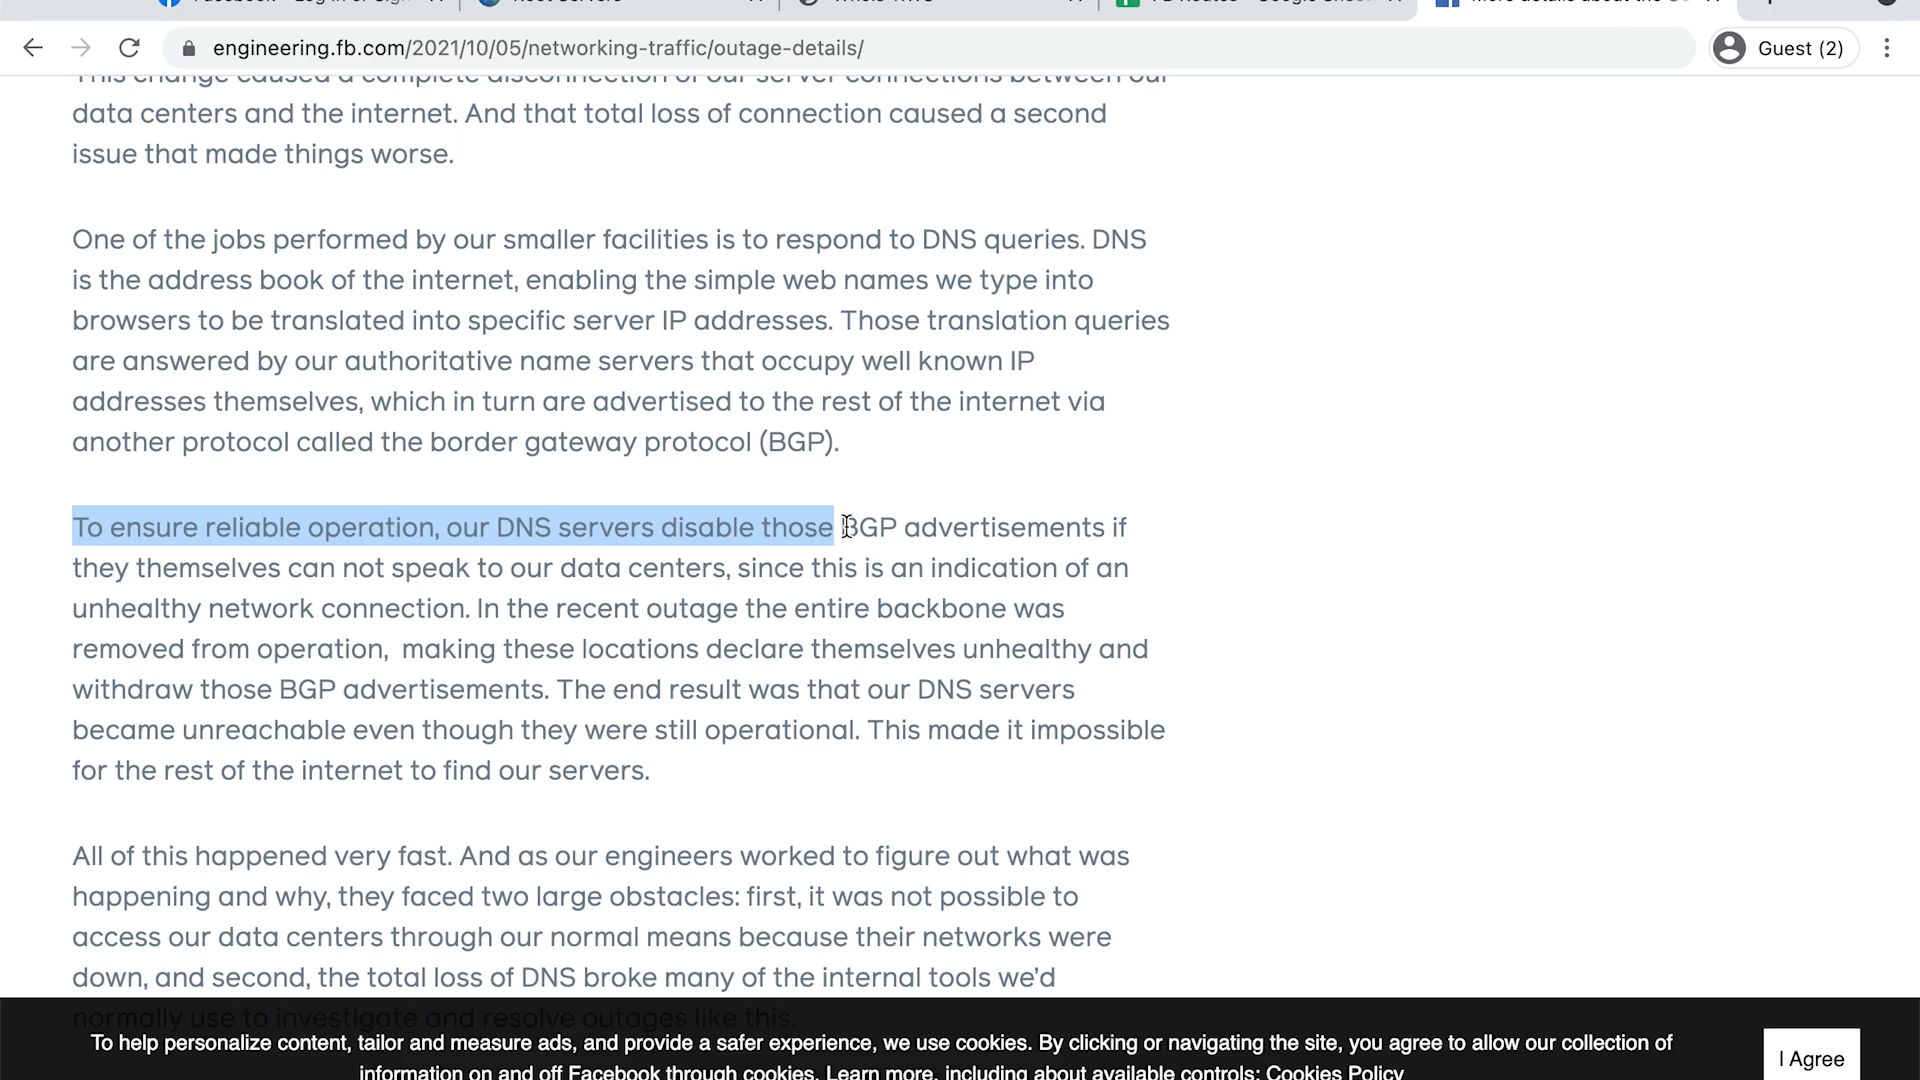 engineering.fb.com/2021/10/05/networking-traffic/outage-details/
Guest (2)
This change caused a complete disconnection of our server connections between our
data centers and the internet. And that total loss of connection caused a second
issue that made things worse.
One of the jobs performed by our smaller facilities is to respond to DNS queries. DNS
is the address book of the internet, enabling the simple web names we type into
browsers to be translated into specific server IP addresses. Those translation queries
are answered by our authoritative name servers that occupy well known IP
addresses themselves, which in turn are advertised to the rest of the internet via
another protocol called the border gateway protocol (BGP).
To ensure reliable operation, our DNS servers disable those BGP advertisements if
they themselves can not speak to our data centers, since this is an indication of an
unhealthy network connection. In the recent outage the entire backbone was
removed from operation,  making these locations declare themselves unhealthy and
withdraw those BGP advertisements. The end result was that our DNS servers
became unreachable even though they were still operational. This made it impossible
for the rest of the internet to find our servers.
All of this happened very fast. And as our engineers worked to figure out what was
happening and why, they faced two large obstacles: first, it was not possible to
access our data centers through our normal means because their networks were
down, and second, the total loss of DNS broke many of the internal tools we’d
normally use to investigate and resolve outages like this.
To help personalize content, tailor and measure ads, and provide a safer experience, we use cookies. By clicking or navigating the site, you agree to allow our collection of
information on and off Facebook through cookies. Learn more, including about available controls: Cookies Policy
I Agree